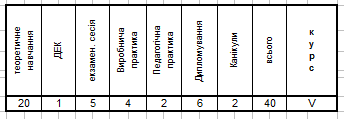 теоретичне
навчання
ДЕК
екзамен. сесія
Виробнича
практика
Педагогічна
практика
Дипломування
Канікули
всього
к
у
р
с
20 1 5 4 2 6 2 40 V